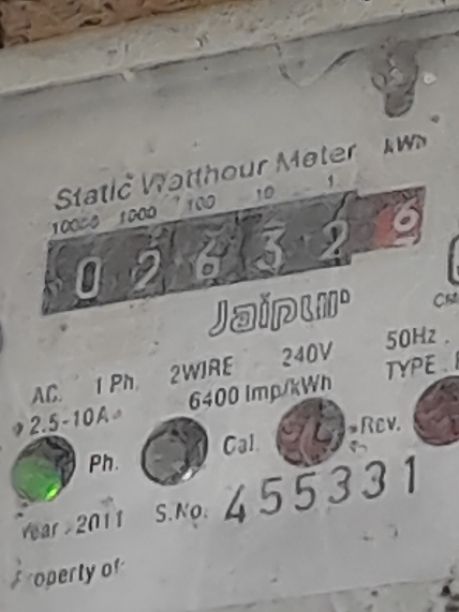 kWh
Static Watthour Meter
10000 1000 100 10 1
0 2 6 3 2 6
Jaipur
AC. 1 Ph. 2WIRE 240V 50Hz.
2.5-10A 6400 Imp/kWh TYPE
Ph. Cal. Rev.
Year 2011 S.No. 455331
Property of